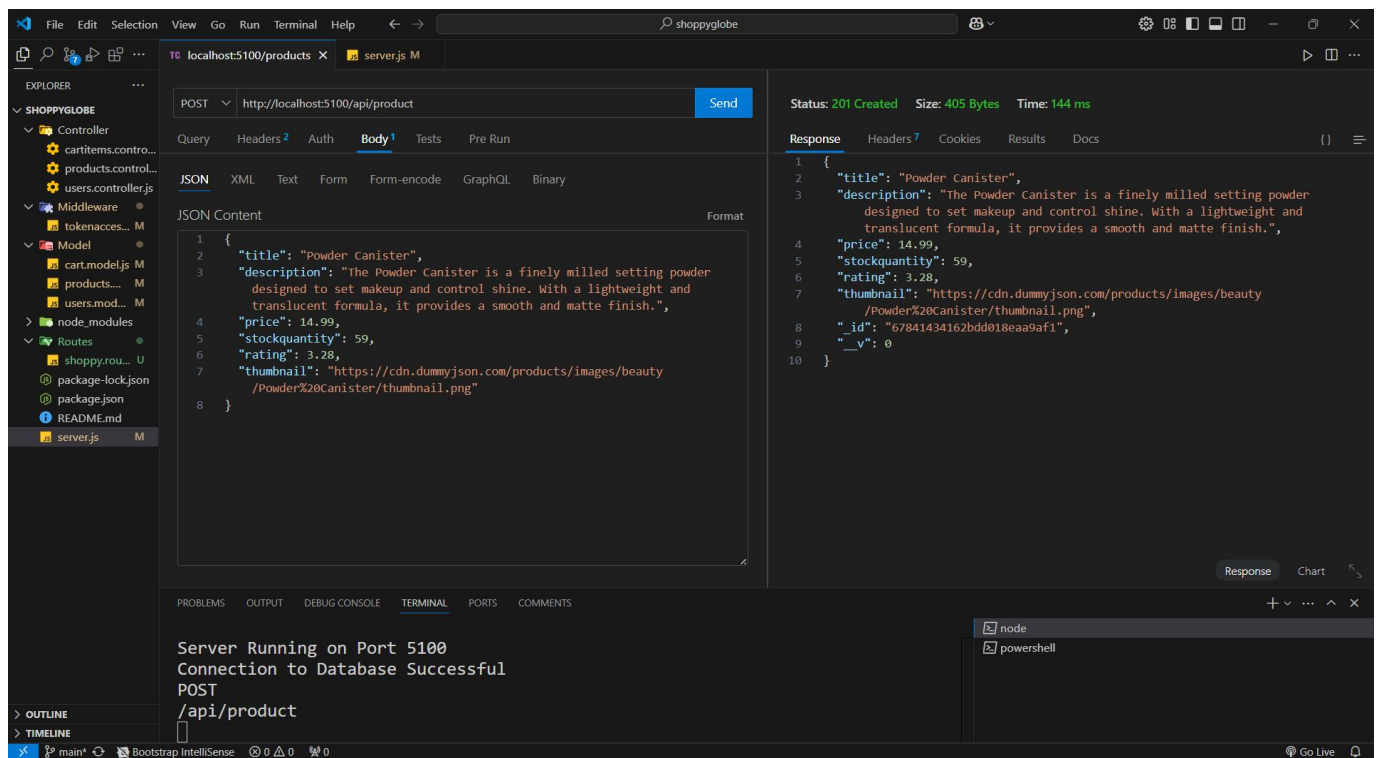 File Edit Selection View Go Run Terminal Help
shoppyglobe
TC localhost:5100/products
JS server.js M
EXPLORER
SHOPPYGLOBE
Controller
cartitems.contro...
products.control...
users.controller.js
Middleware
JS tokenacces... M
Model
JS cart.model.js M
JS products.... M
JS users.mod... M
node_modules
Routes
JS shoppy.rou... U
package-lock.json
package.json
README.md
JS server.js M
OUTLINE
TIMELINE
POST http://localhost:5100/api/product Send
Query Headers 2 Auth Body 1 Tests Pre Run
JSON XML Text Form Form-encode GraphQL Binary
JSON Content Format
1 {
2 "title": "Powder Canister",
3 "description": "The Powder Canister is a finely milled setting powder
designed to set makeup and control shine. With a lightweight and
translucent formula, it provides a smooth and matte finish.",
4 "price": 14.99,
5 "stockquantity": 59,
6 "rating": 3.28,
7 "thumbnail": "https://cdn.dummyjson.com/products/images/beauty
/Powder%20Canister/thumbnail.png"
8 }
Status: 201 Created Size: 405 Bytes Time: 144 ms
Response Headers 7 Cookies Results Docs {}
1 {
2 "title": "Powder Canister",
3 "description": "The Powder Canister is a finely milled setting powder
designed to set makeup and control shine. With a lightweight and
translucent formula, it provides a smooth and matte finish.",
4 "price": 14.99,
5 "stockquantity": 59,
6 "rating": 3.28,
7 "thumbnail": "https://cdn.dummyjson.com/products/images/beauty
/Powder%20Canister/thumbnail.png",
8 "_id": "67841434162bdd018eaa9af1",
9 "__v": 0
10 }
Response Chart
PROBLEMS OUTPUT DEBUG CONSOLE TERMINAL PORTS COMMENTS
Server Running on Port 5100
Connection to Database Successful
POST
/api/product
node
powershell
main* Bootstrap IntelliSense 0 0 0 Go Live